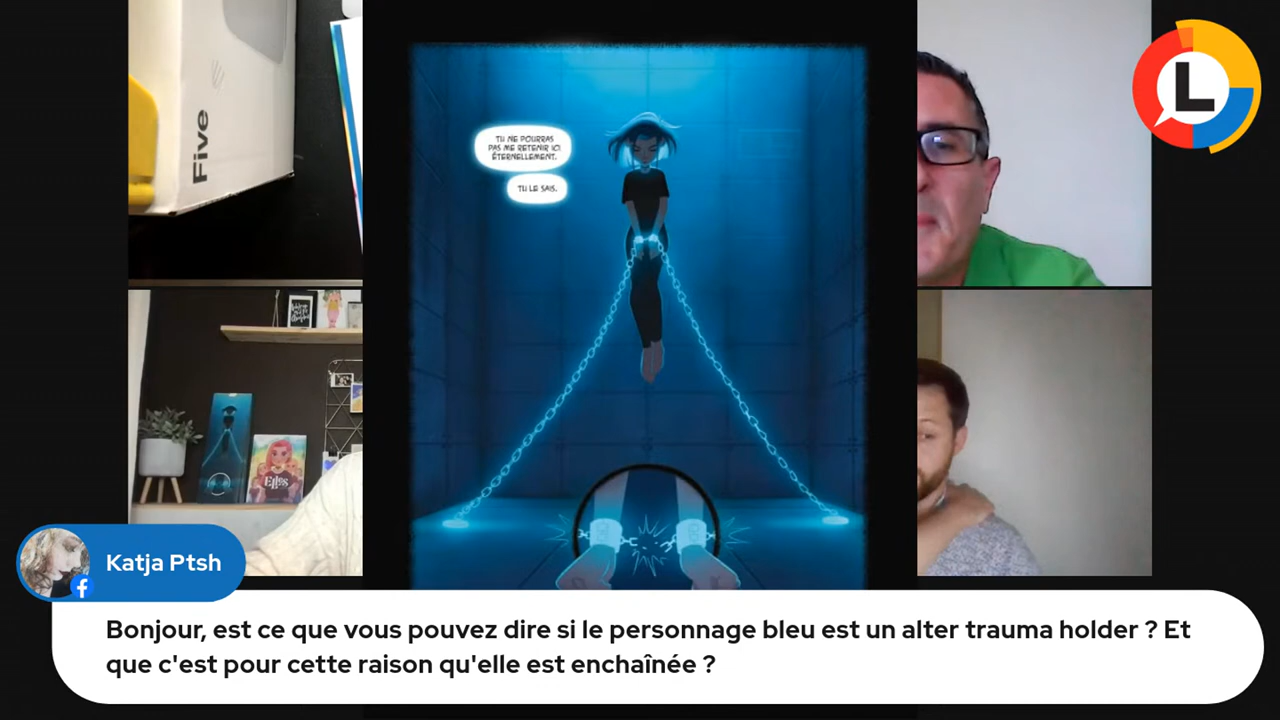 Five
TU NE POURRAS
PAS ME RETENIR ICI
ÉTERNELLEMENT.
TU LE SAIS.
L
Elles
Katja Ptsh
Bonjour, est ce que vous pouvez dire si le personnage bleu est un alter trauma holder ? Et
que c'est pour cette raison qu'elle est enchaînée ?